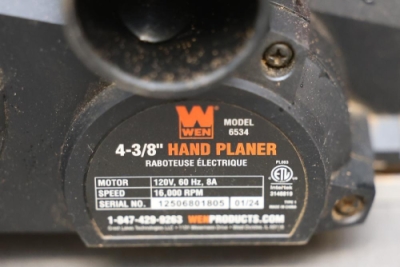 WEN
MODEL
6534
4-3/8" HAND PLANER
RABOTEUSE ÉLECTRIQUE
MOTOR 120V, 60 Hz, 8A
SPEED 16,000 RPM
SERIAL NO. 12506801805 01/24
Intertek
1-847-429-9263 WENPRODUCTS.COM